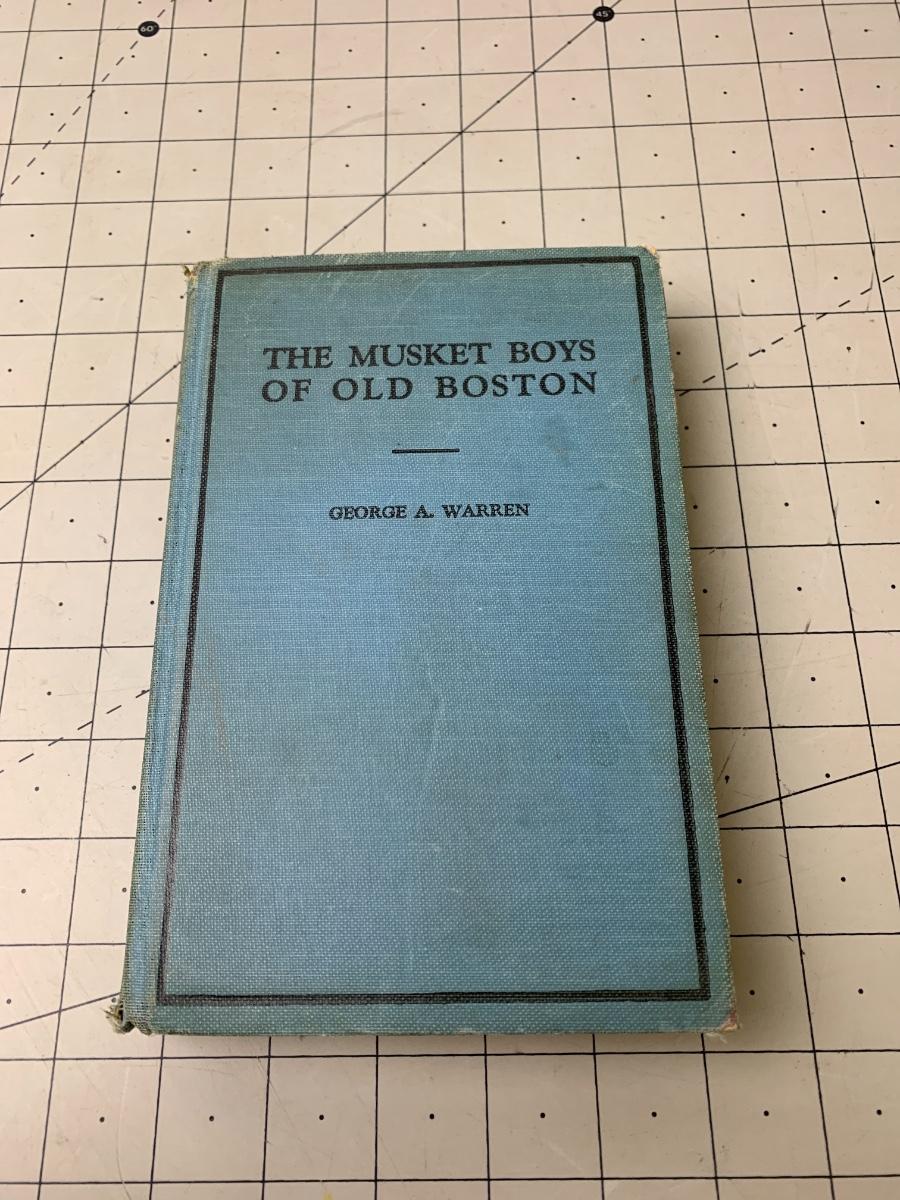 60°
45°
THE MUSKET BOYS
OF OLD BOSTON
GEORGE A. WARREN